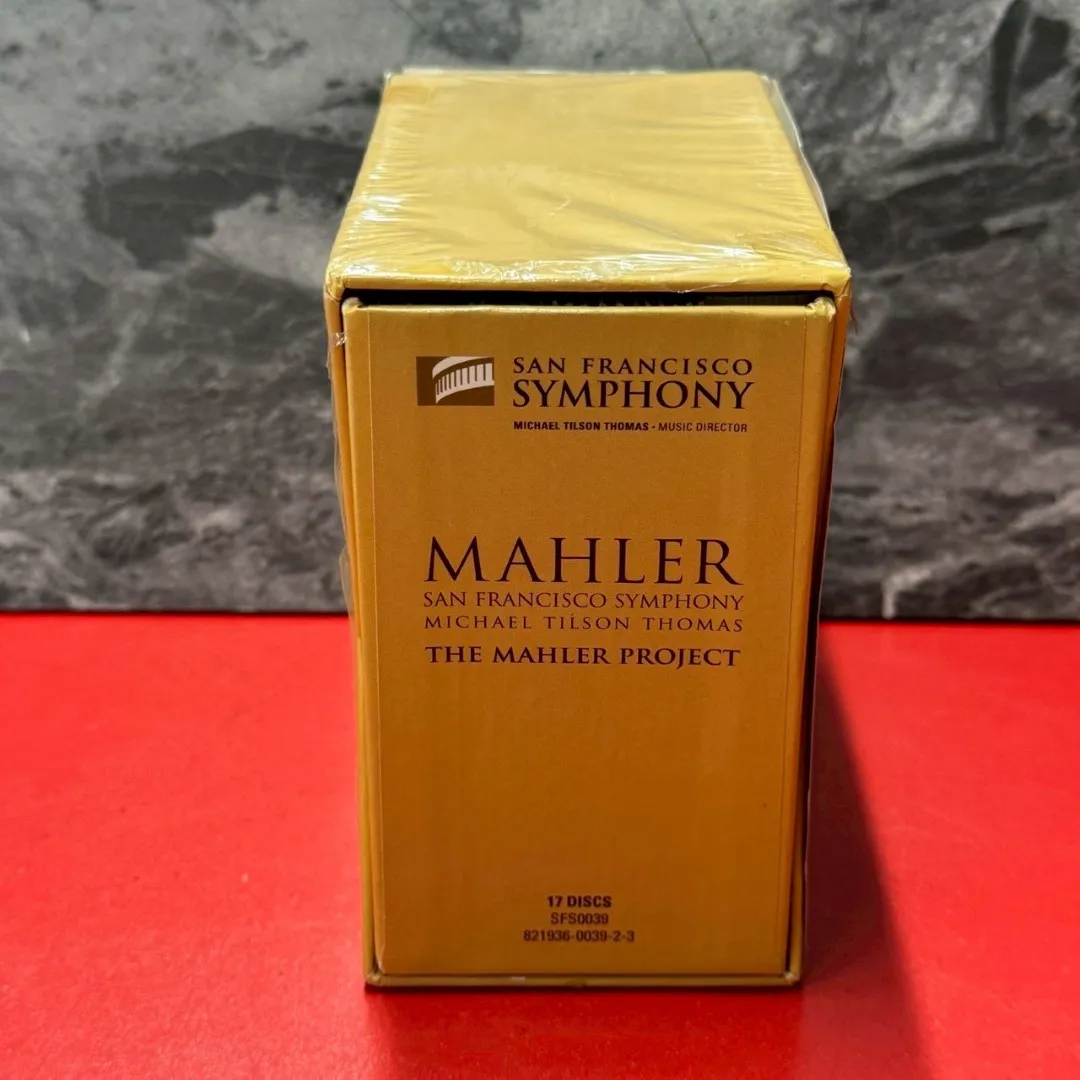 SAN FRANCISCO
SYMPHONY
MICHAEL TILSON THOMAS • MUSIC DIRECTOR
MAHLER
SAN FRANCISCO SYMPHONY
MICHAEL TILSON THOMAS
THE MAHLER PROJECT
17 DISCS
SFS0039
821936-0039-2-3